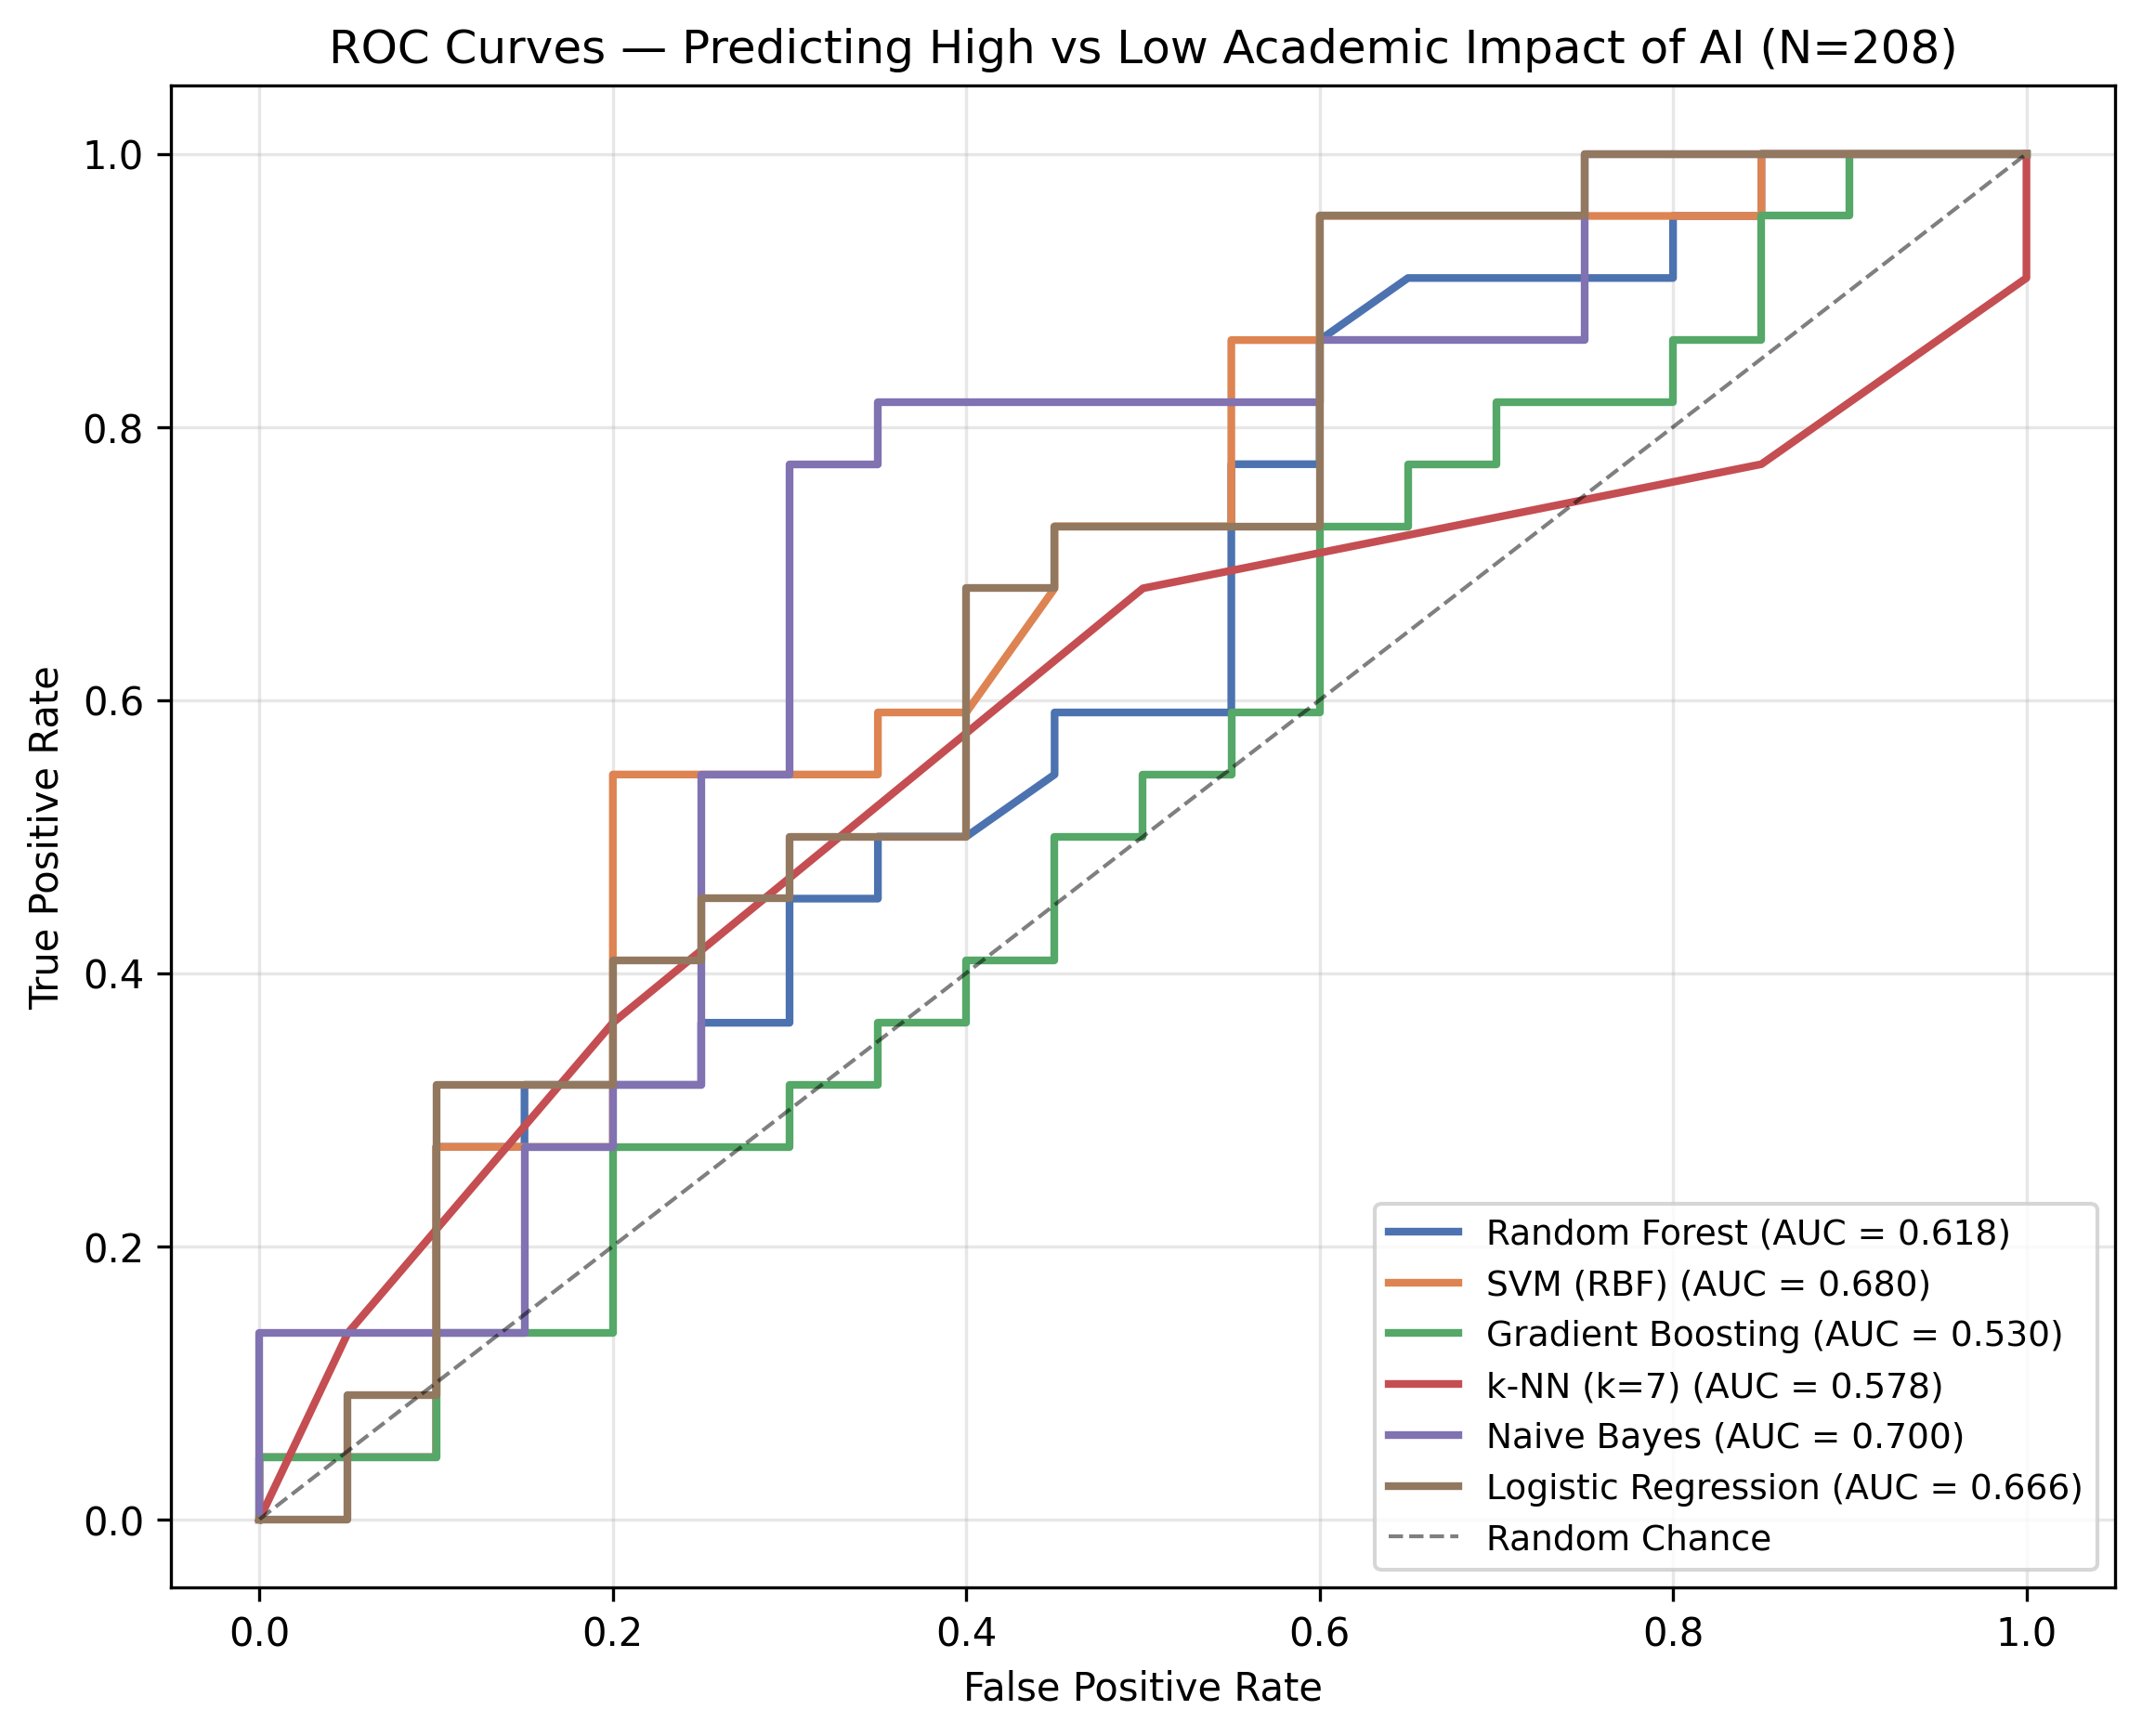 ROC Curves — Predicting High vs Low Academic Impact of AI (N=208)
True Positive Rate
1.0
0.8
0.6
0.4
0.2
0.0
0.0 0.2 0.4 0.6 0.8 1.0
False Positive Rate
Random Forest (AUC = 0.618)
SVM (RBF) (AUC = 0.680)
Gradient Boosting (AUC = 0.530)
k-NN (k=7) (AUC = 0.578)
Naive Bayes (AUC = 0.700)
Logistic Regression (AUC = 0.666)
Random Chance